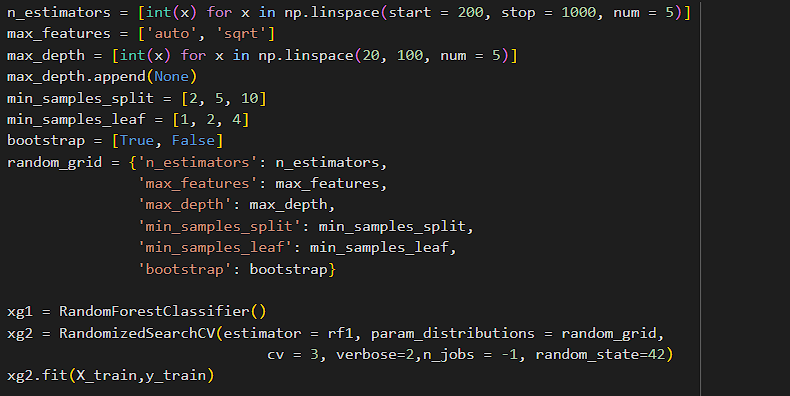 n_estimators = [int(x) for x in np.linspace(start = 200, stop = 1000, num = 5)]
max_features = ['auto', 'sqrt']
max_depth = [int(x) for x in np.linspace(20, 100, num = 5)]
max_depth.append(None)
min_samples_split = [2, 5, 10]
min_samples_leaf = [1, 2, 4]
bootstrap = [True, False]
random_grid = {'n_estimators': n_estimators,
               'max_features': max_features,
               'max_depth': max_depth,
               'min_samples_split': min_samples_split,
               'min_samples_leaf': min_samples_leaf,
               'bootstrap': bootstrap}

xg1 = RandomForestClassifier()
xg2 = RandomizedSearchCV(estimator = rf1, param_distributions = random_grid,
                              cv = 3, verbose=2,n_jobs = -1, random_state=42)
xg2.fit(X_train,y_train)